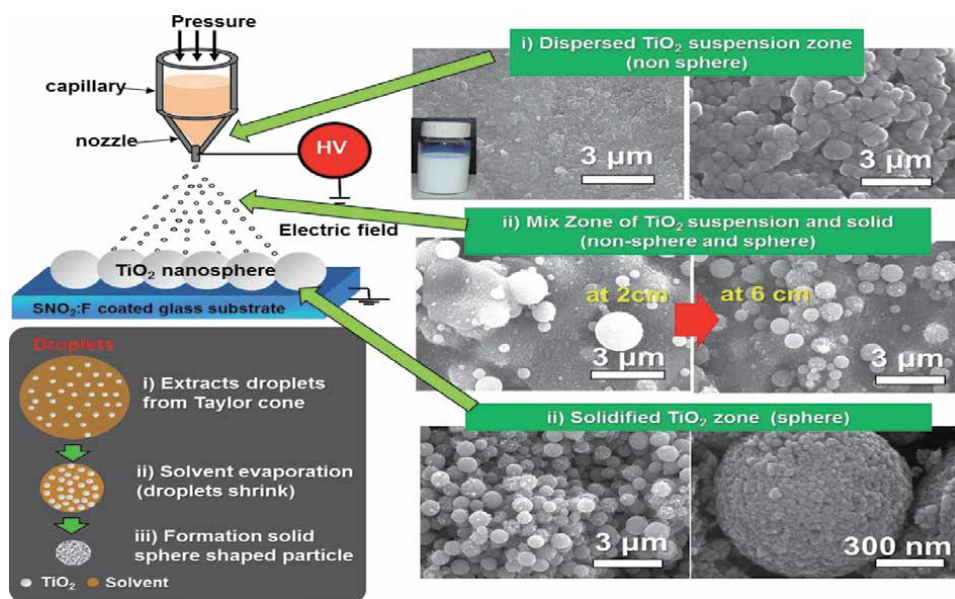 Pressure
capillary
nozzle
HV
Electric field
TiO₂ nanosphere
SNO₂:F coated glass substrate
i) Dispersed TiO₂ suspension zone
(non sphere)
3 µm
3 µm
ii) Mix Zone of TiO₂ suspension and solid
(non-sphere and sphere)
at 2cm
at 6 cm
3 µm
3 µm
ii) Solidified TiO₂ zone (sphere)
3 µm
300 nm
Droplets
i) Extracts droplets
from Taylor cone
ii) Solvent evaporation
(droplets shrink)
iii) Formation solid
sphere shaped particle
TiO₂
Solvent